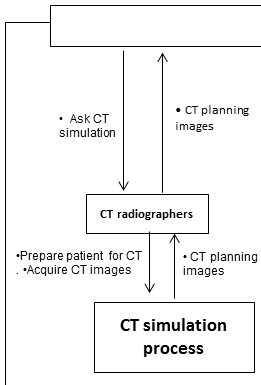 • Ask CT
simulation
• CT planning
images
CT radiographers
•Prepare patient for CT
. •Acquire CT images
• CT planning
images
CT simulation
process